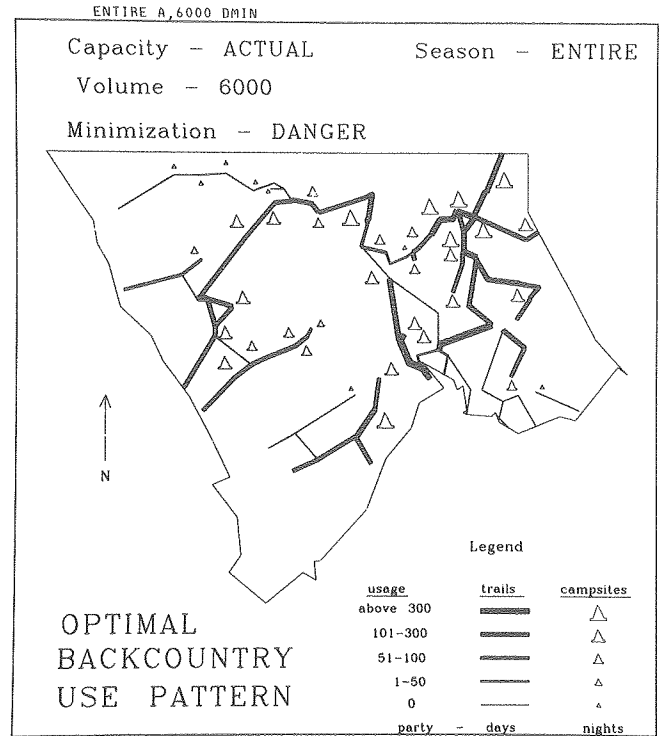 ENTIRE A,6000 DMIN
Capacity - ACTUAL Season - ENTIRE
Volume - 6000
Minimization - DANGER
N
Legend
usage trails campsites
above 300
101-300
51-100
1-50
0
party - days nights
OPTIMAL
BACKCOUNTRY
USE PATTERN